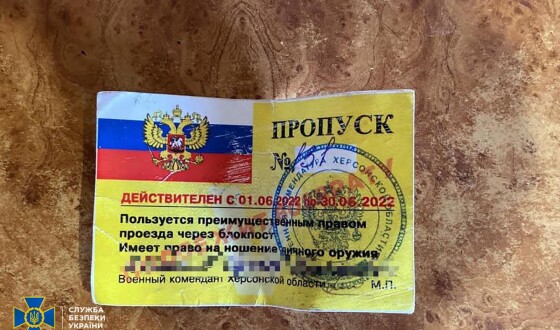 ПРОПУСК
№
ДЕЙСТВИТЕЛЕН С 01.06.2022 по 30.06.2022
Пользуется преимущественным правом
проезда через блокпост
Имеет право на ношение личного оружия
Военный комендант Херсонской области
М.П.
СЛУЖБА
БЕЗПЕКИ
УКРАЇНИ